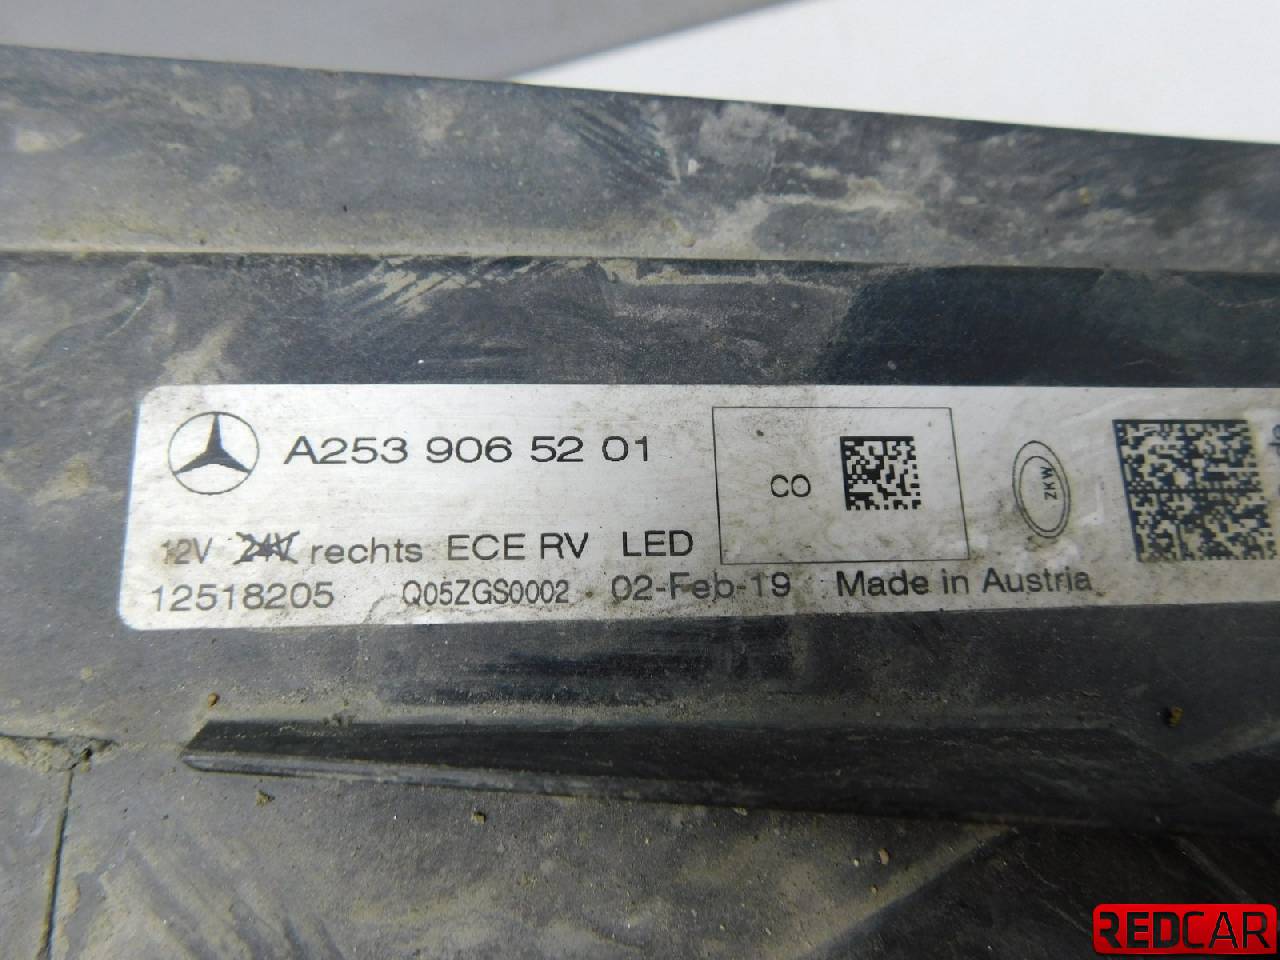 A253 906 52 01
CO
ZKW
12V 24V rechts ECE RV LED
12518205 Q05ZGS0002 02-Feb-19 Made in Austria
REDCAR